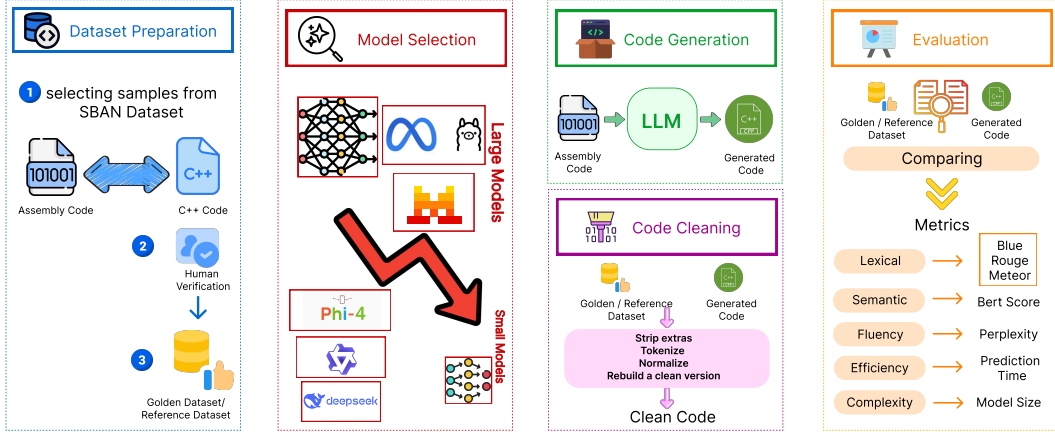 Dataset Preparation
1 selecting samples from
SBAN Dataset
101001
C++
Assembly Code
C++ Code
2
Human
Verification
3
Golden Dataset/
Reference Dataset
Model Selection
Large Models
Phi-4
deepseek
Small Models
Code Generation
101001
LLM
C++
CPP
Assembly
Code
Generated
Code
Code Cleaning
Golden / Reference
Dataset
C++
Generated
Code
Strip extras
Tokenize
Normalize
Rebuild a clean version
Clean Code
Evaluation
C++
Golden / Reference
Dataset
Generated
Code
Comparing
Metrics
Lexical
Blue
Rouge
Meteor
Semantic
Bert Score
Fluency
Perplexity
Efficiency
Prediction
Time
Complexity
Model Size